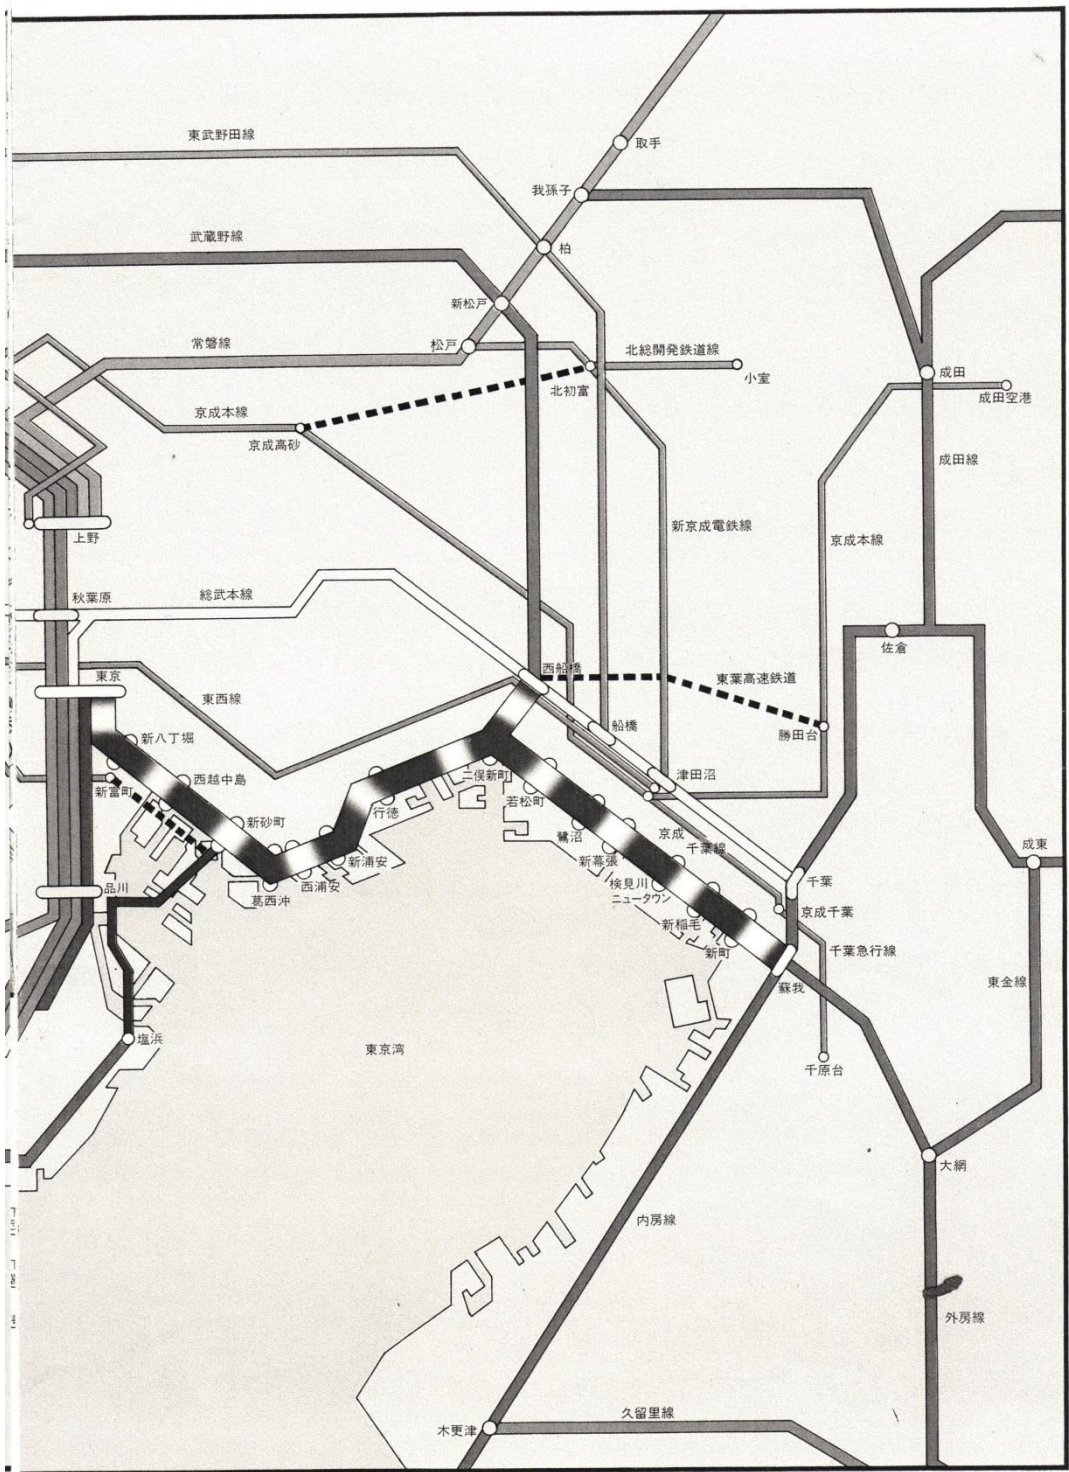 東武野田線
取手
我孫子
武蔵野線
柏
新松戸
常磐線
松戸
北総開発鉄道線
小室
北初富
成田
成田空港
京成本線
京成高砂
成田線
上野
新京成電鉄線
京成本線
秋葉原
総武本線
佐倉
東京
東西線
西船橋
東葉高速鉄道
勝田台
船橋
新八丁堀
西越中島
新富町
二俣新町
津田沼
行徳
若松町
新砂町
鷺沼
京成
千葉線
新浦安
西浦安
葛西沖
新幕張
検見川
ニュータウン
成東
品川
千葉
京成千葉
新稲毛
新町
千葉急行線
蘇我
東金線
塩浜
東京湾
千原台
大網
内房線
外房線
久留里線
木更津